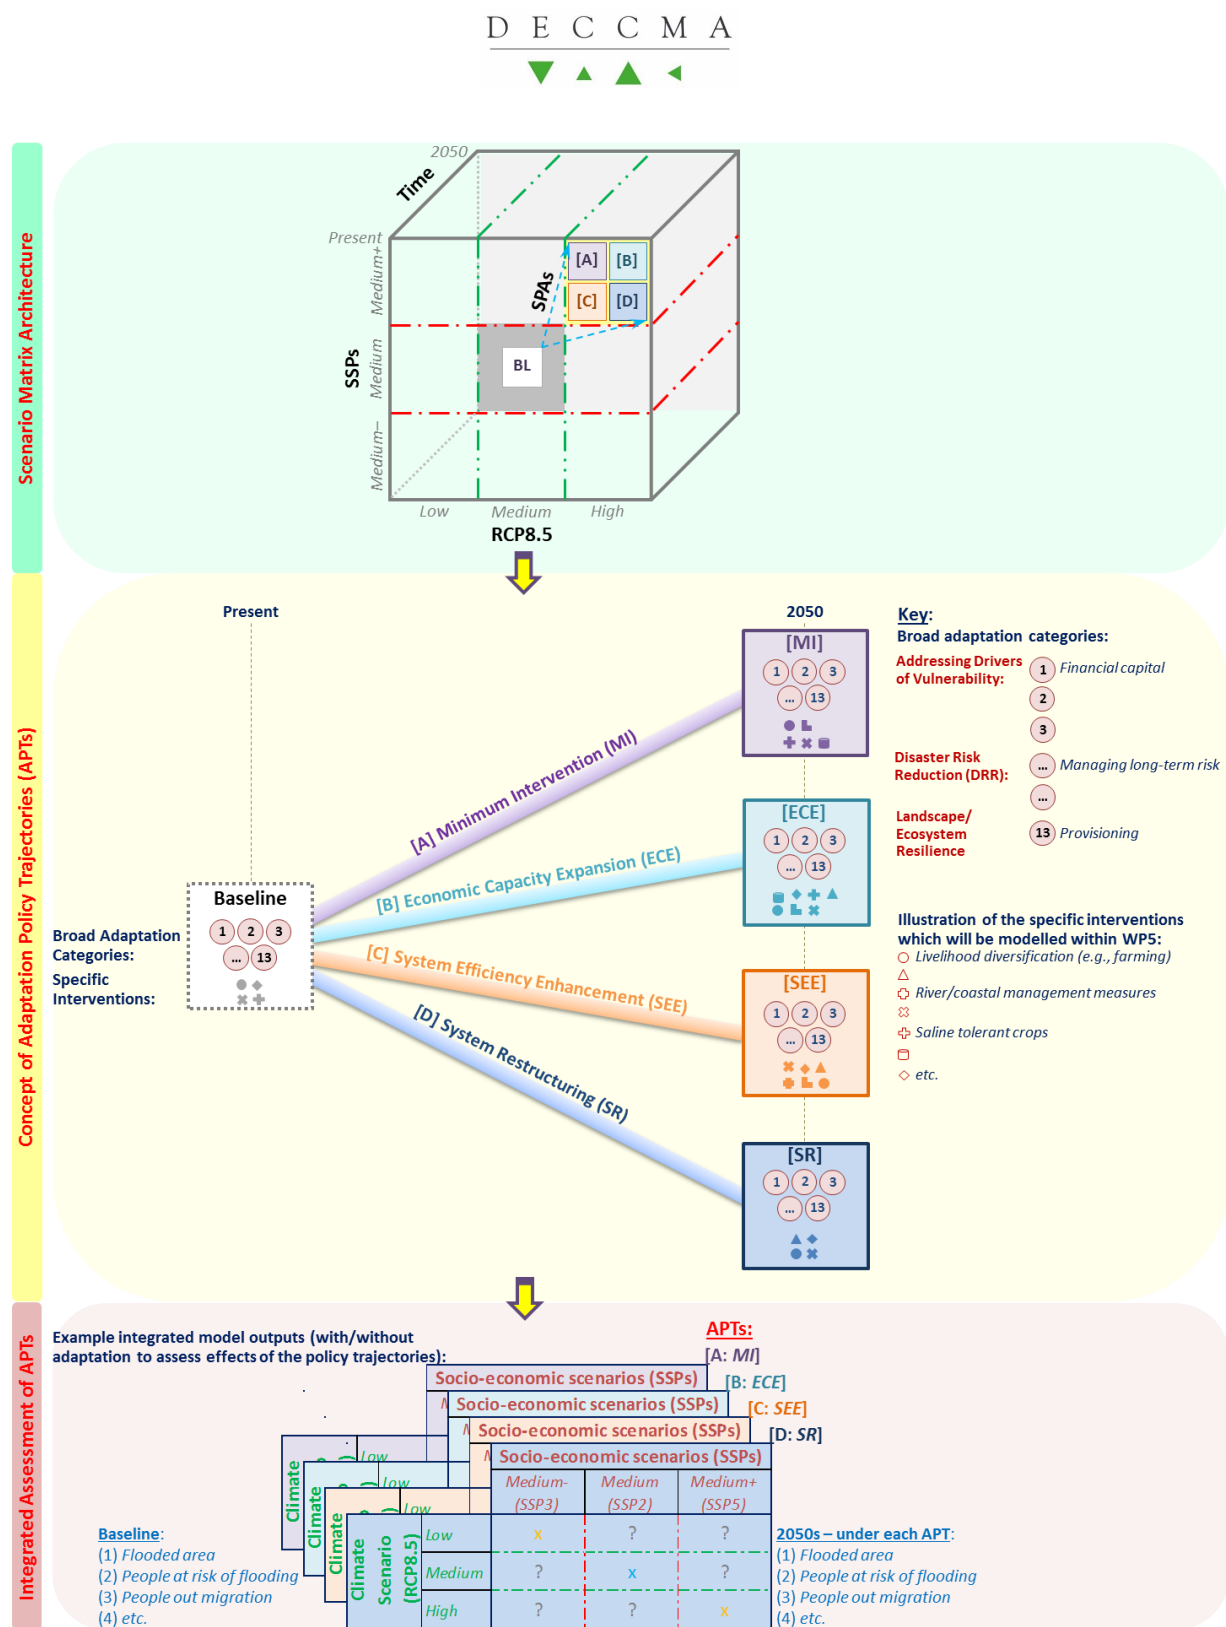 DECCMA
Scenario Matrix Architecture
2050
Time
Present
Medium+
SPAs
[A]
[B]
[C]
[D]
SSPs
Medium
BL
Medium–
Low
Medium
High
RCP8.5
Concept of Adaptation Policy Trajectories (APTs)
Present
2050
Broad Adaptation
Categories:
Specific
Interventions:
Baseline
1 2 3
... 13
[A] Minimum Intervention (MI)
[B] Economic Capacity Expansion (ECE)
[C] System Efficiency Enhancement (SEE)
[D] System Restructuring (SR)
[MI]
1 2 3
... 13
[ECE]
1 2 3
... 13
[SEE]
1 2 3
... 13
[SR]
1 2 3
... 13
Key:
Broad adaptation categories:
Addressing Drivers
of Vulnerability:
1 Financial capital
2
3
Disaster Risk
Reduction (DRR):
... Managing long-term risk
...
Landscape/
Ecosystem
Resilience
13 Provisioning
Illustration of the specific interventions
which will be modelled within WP5:
Livelihood diversification (e.g., farming)
River/coastal management measures
Saline tolerant crops
etc.
Integrated Assessment of APTs
Example integrated model outputs (with/without
adaptation to assess effects of the policy trajectories):
APTs:
[A: MI]
[B: ECE]
[C: SEE]
[D: SR]
Socio-economic scenarios (SSPs)
Socio-economic scenarios (SSPs)
Socio-economic scenarios (SSPs)
Socio-economic scenarios (SSPs)
Medium-
(SSP3)
Medium
(SSP2)
Medium+
(SSP5)
Climate
Low
Climate
Low
Climate
Low
Climate
Scenario
(RCP8.5)
Low x ? ?
Medium ? x ?
High ? ? x
Baseline:
(1) Flooded area
(2) People at risk of flooding
(3) People out migration
(4) etc.
2050s – under each APT:
(1) Flooded area
(2) People at risk of flooding
(3) People out migration
(4) etc.